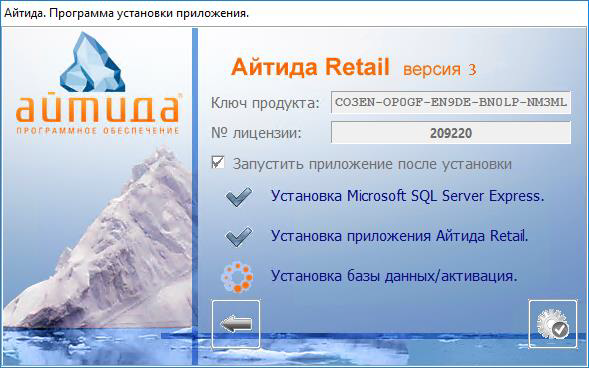 Айтида. Программа установки приложения.
айтида®
ПРОГРАММНОЕ ОБЕСПЕЧЕНИЕ
Айтида Retail версия 3
Ключ продукта: CO3EN-OP0GF-EN9DE-BN0LP-NM3ML
№ лицензии: 209220
Запустить приложение после установки
Установка Microsoft SQL Server Express.
Установка приложения Айтида Retail.
Установка базы данных/активация.